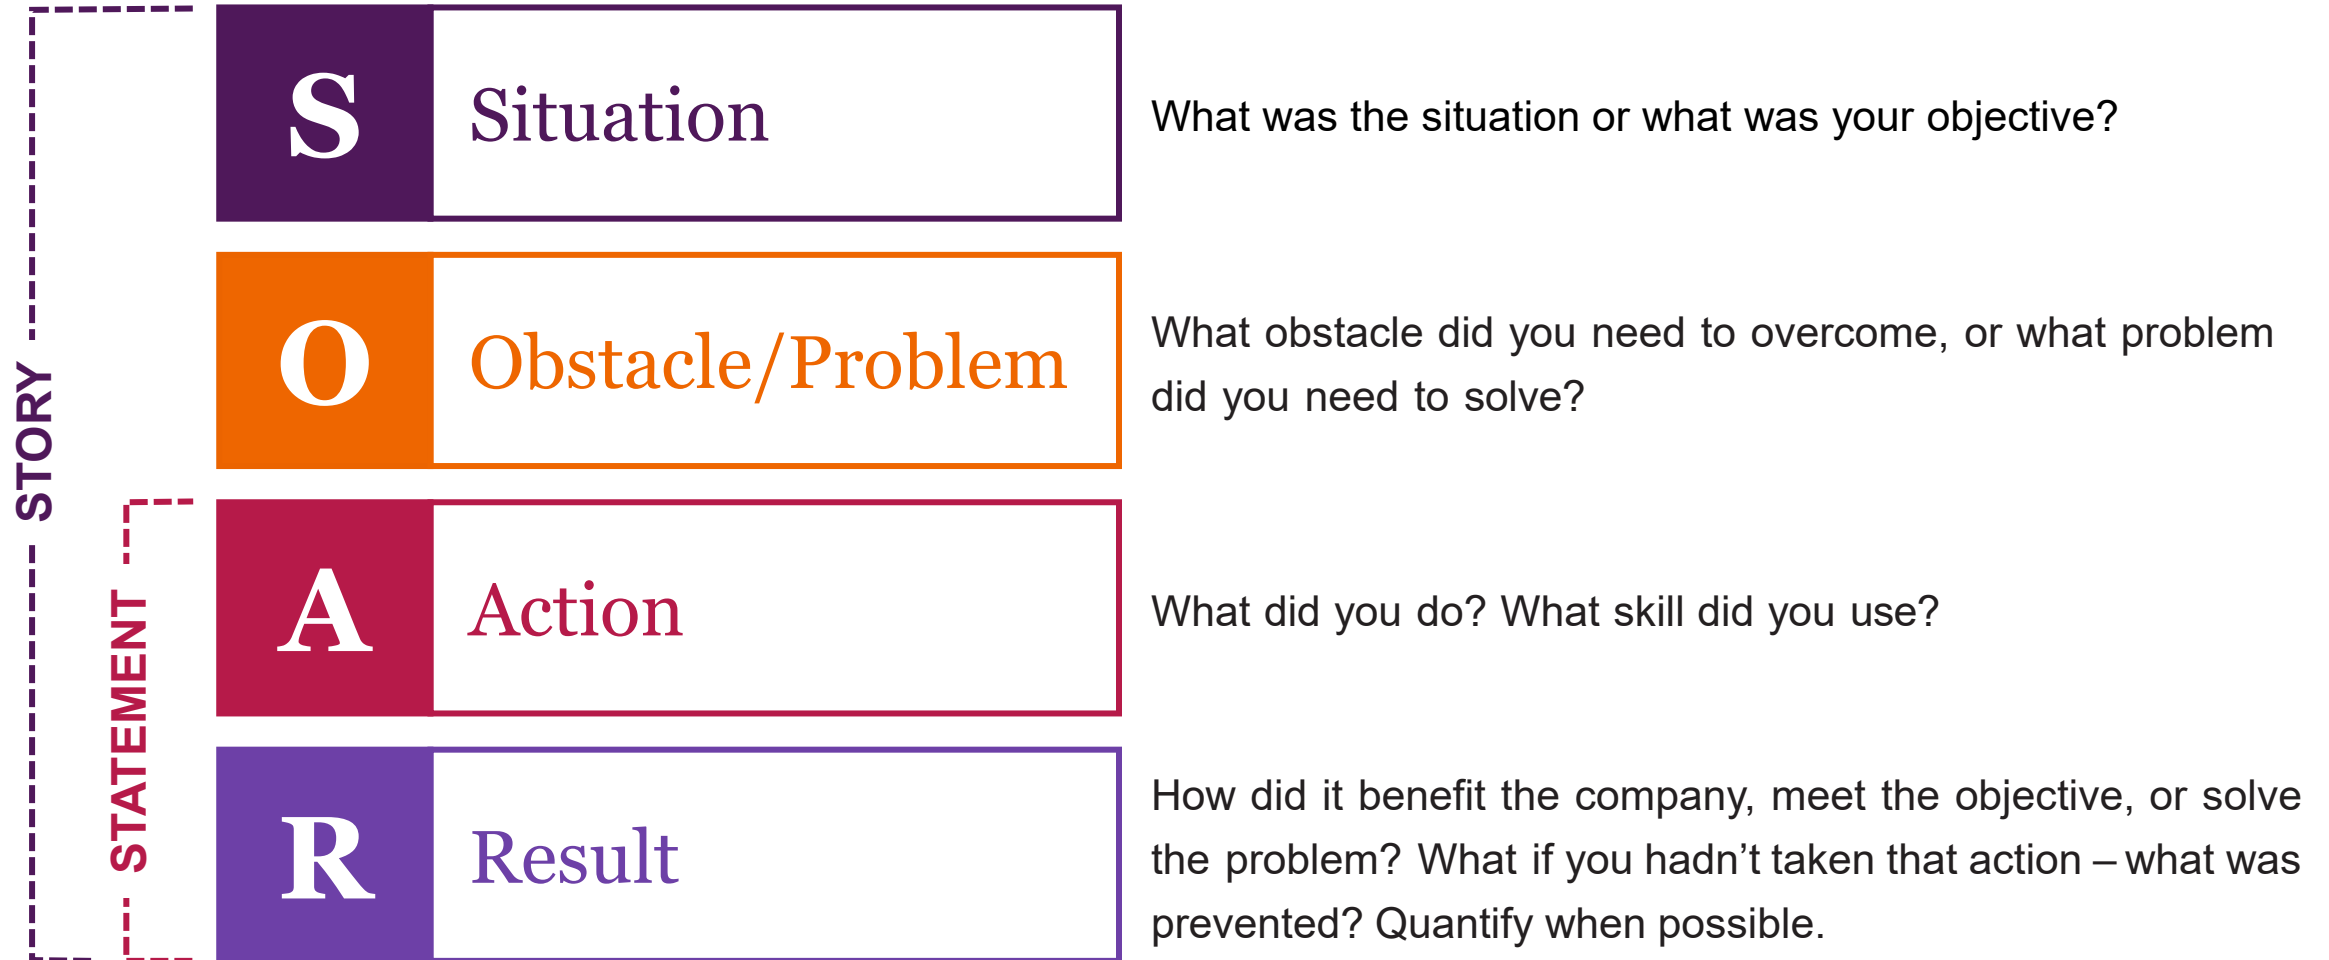 STORY
STATEMENT
S
Situation
What was the situation or what was your objective?
O
Obstacle/Problem
What obstacle did you need to overcome, or what problem
did you need to solve?
A
Action
What did you do? What skill did you use?
R
Result
How did it benefit the company, meet the objective, or solve
the problem? What if you hadn’t taken that action – what was
prevented? Quantify when possible.